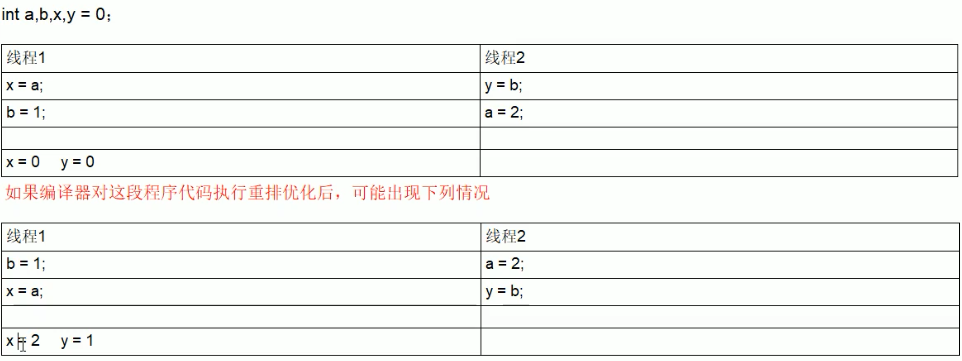 int a,b,x,y = 0;
线程1 线程2
x = a; y = b;
b = 1; a = 2;
x = 0 y = 0
如果编译器对这段程序代码执行重排优化后，可能出现下列情况
线程1 线程2
b = 1; a = 2;
x = a; y = b;
x = 2 y = 1